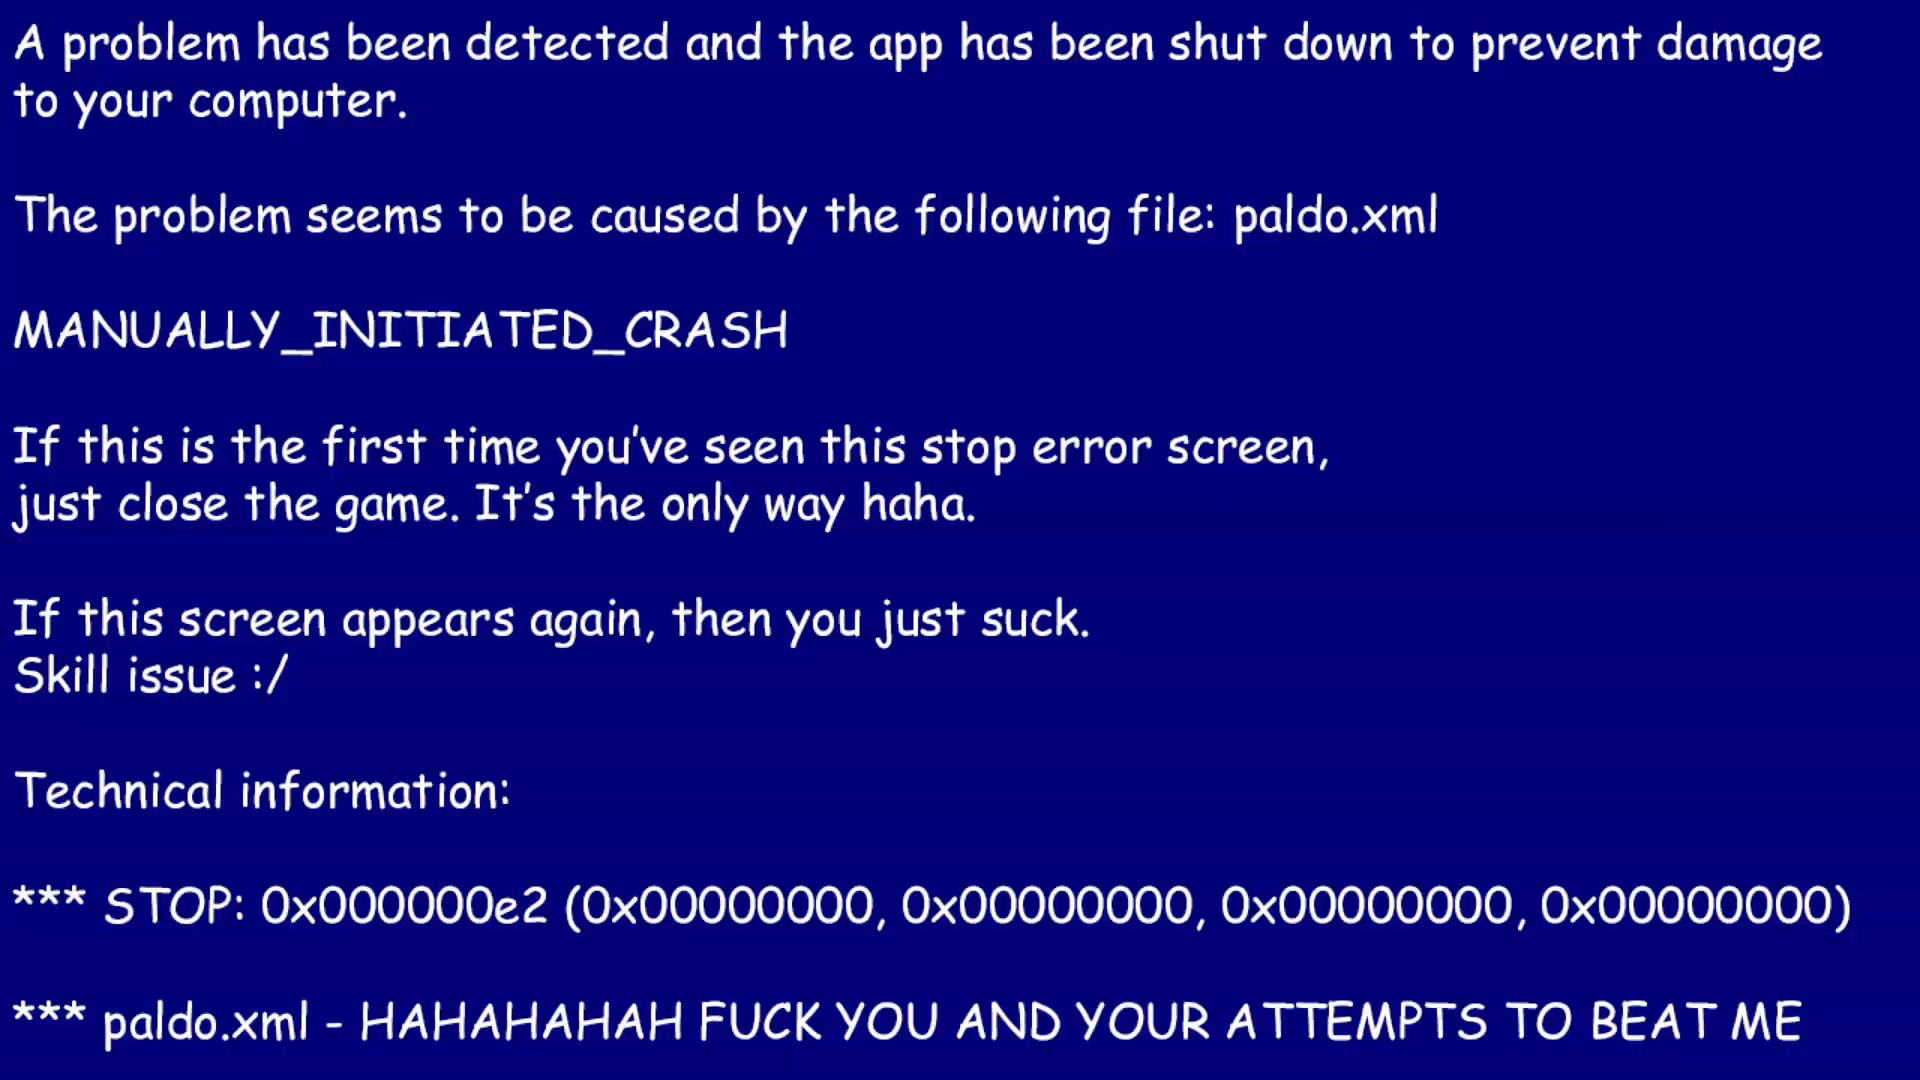 A problem has been detected and the app has been shut down to prevent damage
to your computer.
The problem seems to be caused by the following file: paldo.xml
MANUALLY_INITIATED_CRASH
If this is the first time you've seen this stop error screen,
just close the game. It's the only way haha.
If this screen appears again, then you just suck.
Skill issue :/
Technical information:
*** STOP: 0x000000e2 (0x00000000, 0x00000000, 0x00000000, 0x00000000)
*** paldo.xml - HAHAHAHAH FUCK YOU AND YOUR ATTEMPTS TO BEAT ME